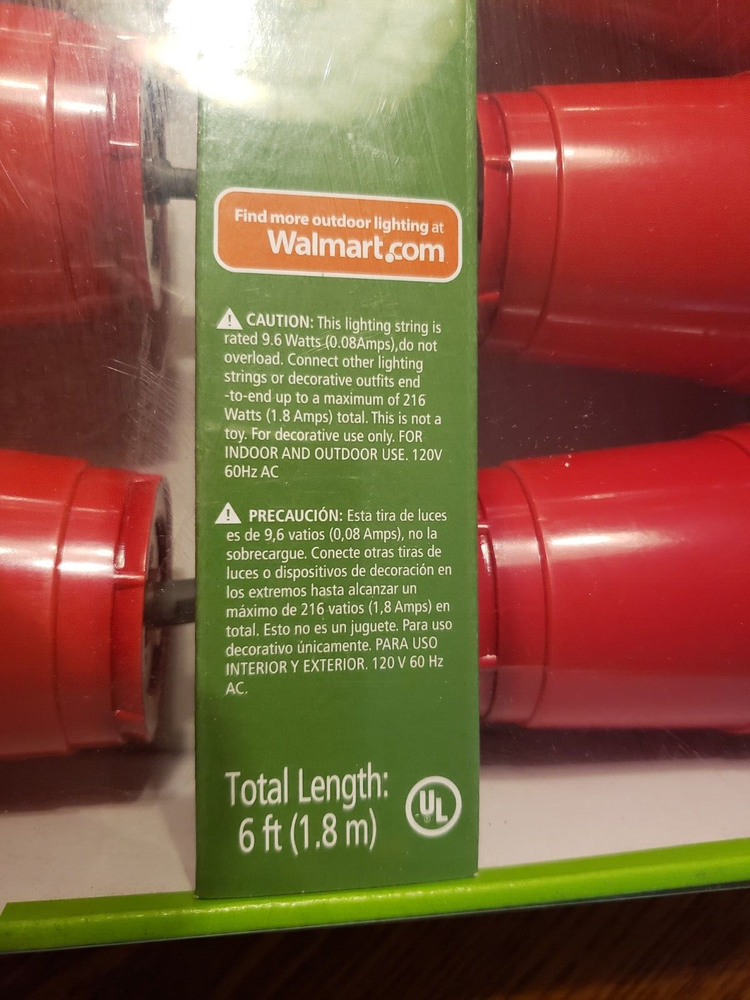 Find more outdoor lighting at
Walmart.com
CAUTION: This lighting string is
rated 9.6 Watts (0.08Amps),do not
overload. Connect other lighting
strings or decorative outfits end
-to-end up to a maximum of 216
Watts (1.8 Amps) total. This is not a
toy. For decorative use only. FOR
INDOOR AND OUTDOOR USE. 120V
60Hz AC
PRECAUCIÓN: Esta tira de luces
es de 9,6 vatios (0,08 Amps), no la
sobrecargue. Conecte otras tiras de
luces o dispositivos de decoración en
los extremos hasta alcanzar un
máximo de 216 vatios (1,8 Amps) en
total. Esto no es un juguete. Para uso
decorativo únicamente. PARA USO
INTERIOR Y EXTERIOR. 120 V 60 Hz
AC.
Total Length:
6 ft (1.8 m)
UL